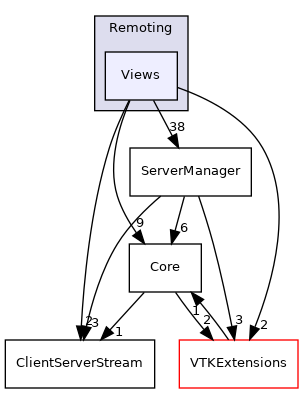 Remoting
Views
38
ServerManager
9
6
Core
1
2
3
1
2
3
2
ClientServerStream
VTKExtensions